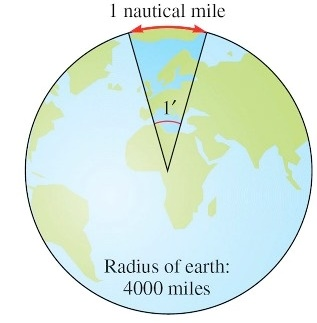 1 nautical mile
1′
Radius of earth:
4000 miles